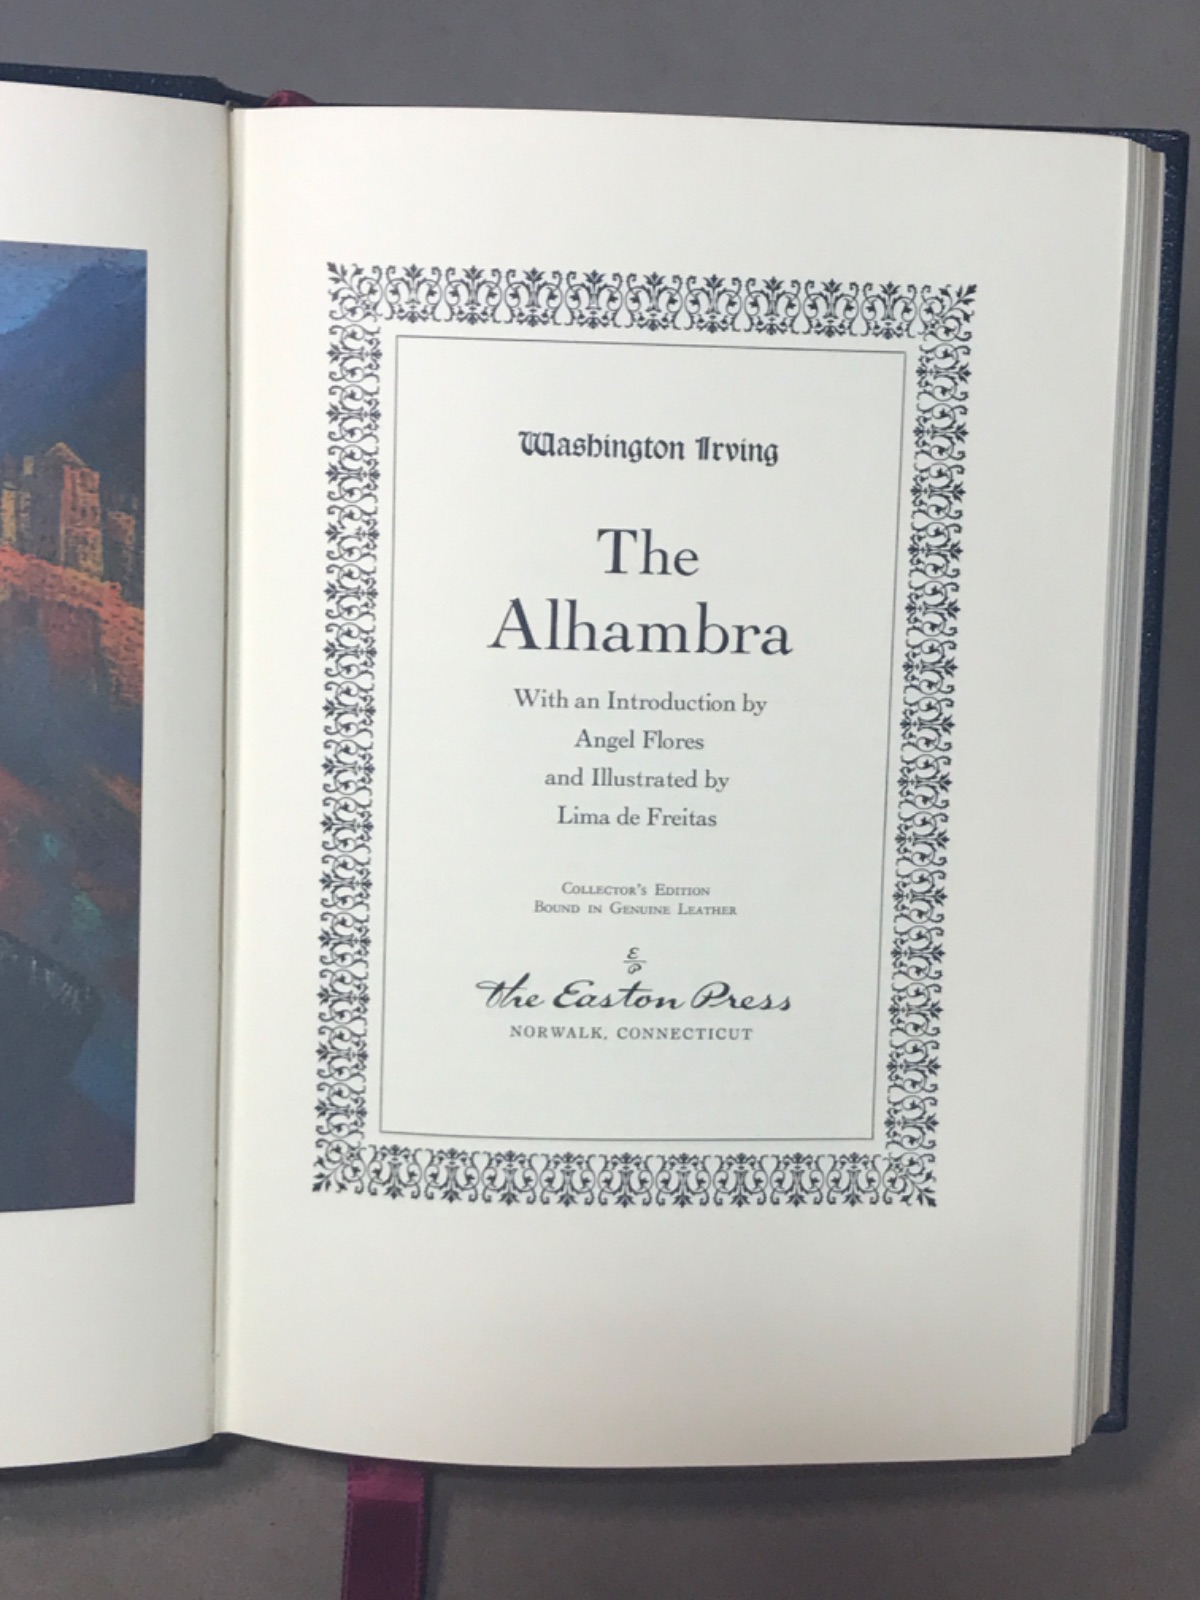 Washington Irving
The
Alhambra
With an Introduction by
Angel Flores
and Illustrated by
Lima de Freitas
Collector's Edition
Bound in Genuine Leather
E
P
The Easton Press
NORWALK, CONNECTICUT